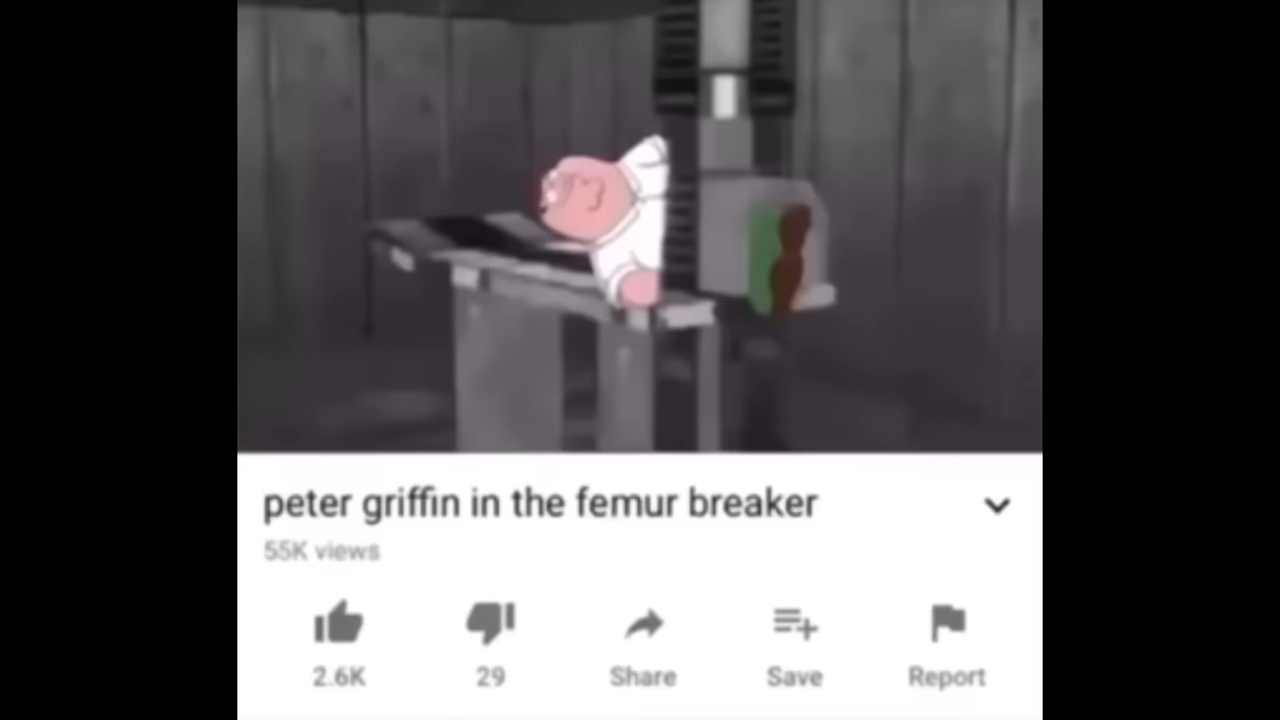 peter griffin in the femur breaker
55K views
2.6K 29 Share Save Report